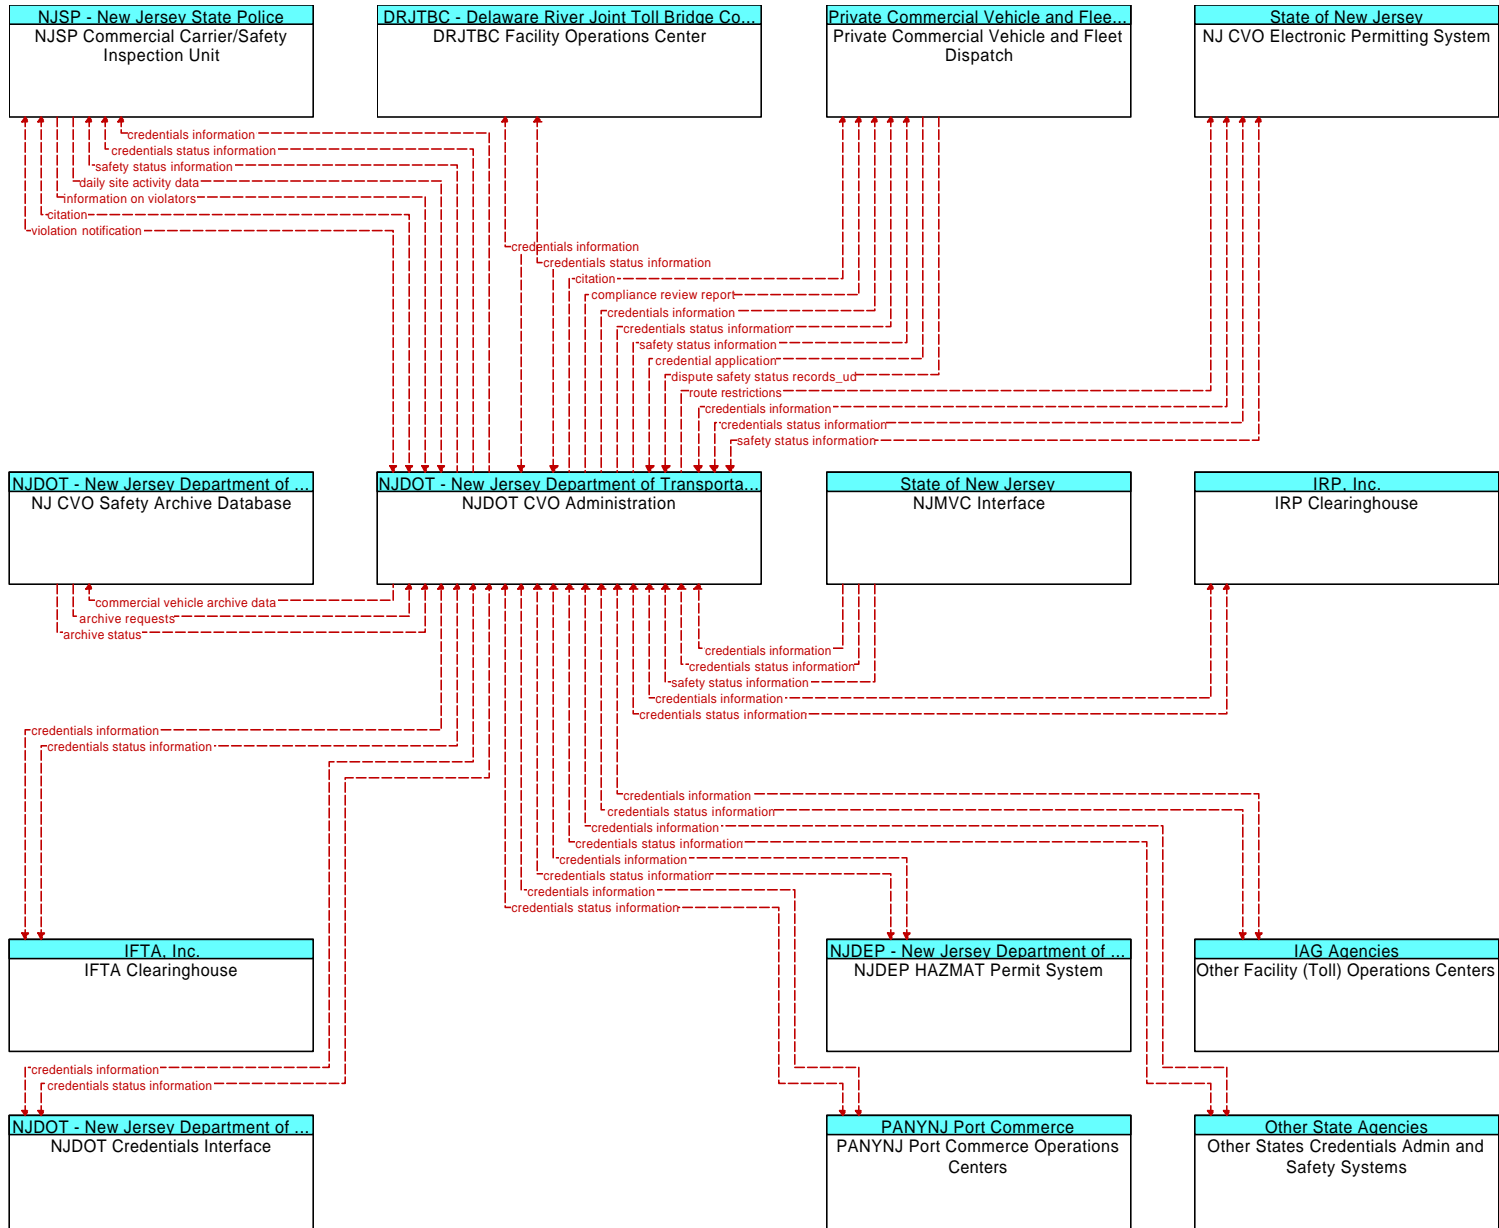 NJSP - New Jersey State Police
NJSP Commercial Carrier/Safety
Inspection Unit
DRJTBC - Delaware River Joint Toll Bridge Co...
DRJTBC Facility Operations Center
Private Commercial Vehicle and Flee...
Private Commercial Vehicle and Fleet
Dispatch
State of New Jersey
NJ CVO Electronic Permitting System
credentials information
credentials status information
safety status information
daily site activity data
information on violators
citation
violation notification
credentials information
credentials status information
citation
compliance review report
credentials information
credentials status information
safety status information
credential application
dispute safety status records_ud
route restrictions
credentials information
credentials status information
safety status information
NJDOT - New Jersey Department of ...
NJ CVO Safety Archive Database
NJDOT - New Jersey Department of Transporta...
NJDOT CVO Administration
State of New Jersey
NJMVC Interface
IRP, Inc.
IRP Clearinghouse
commercial vehicle archive data
archive requests
archive status
credentials information
credentials status information
safety status information
credentials information
credentials status information
credentials information
credentials status information
credentials information
credentials status information
credentials information
credentials status information
credentials information
credentials status information
credentials information
credentials status information
IFTA, Inc.
IFTA Clearinghouse
NJDEP - New Jersey Department of ...
NJDEP HAZMAT Permit System
IAG Agencies
Other Facility (Toll) Operations Centers
credentials information
credentials status information
NJDOT - New Jersey Department of ...
NJDOT Credentials Interface
PANYNJ Port Commerce
PANYNJ Port Commerce Operations
Centers
Other State Agencies
Other States Credentials Admin and
Safety Systems